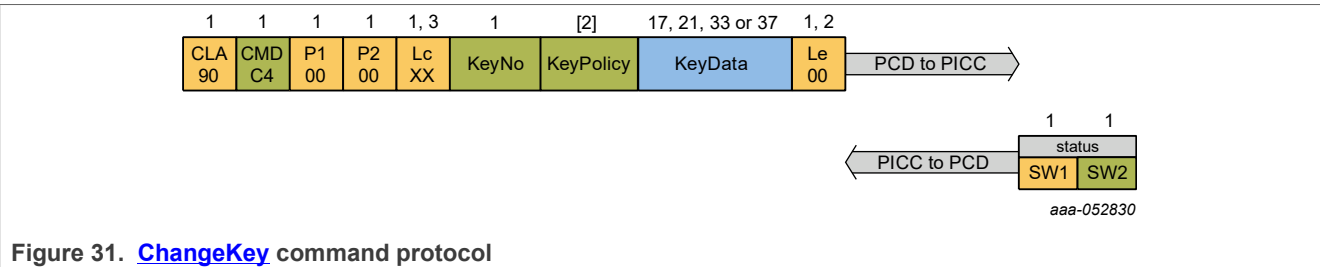 1 1 1 1 1, 3 1 [2] 17, 21, 33 or 37 1, 2
CLA CMD P1 P2 Lc KeyNo KeyPolicy KeyData Le PCD to PICC
90 C4 00 00 XX 00
1 1
status
PICC to PCD SW1 SW2
aaa-052830
Figure 31. ChangeKey command protocol